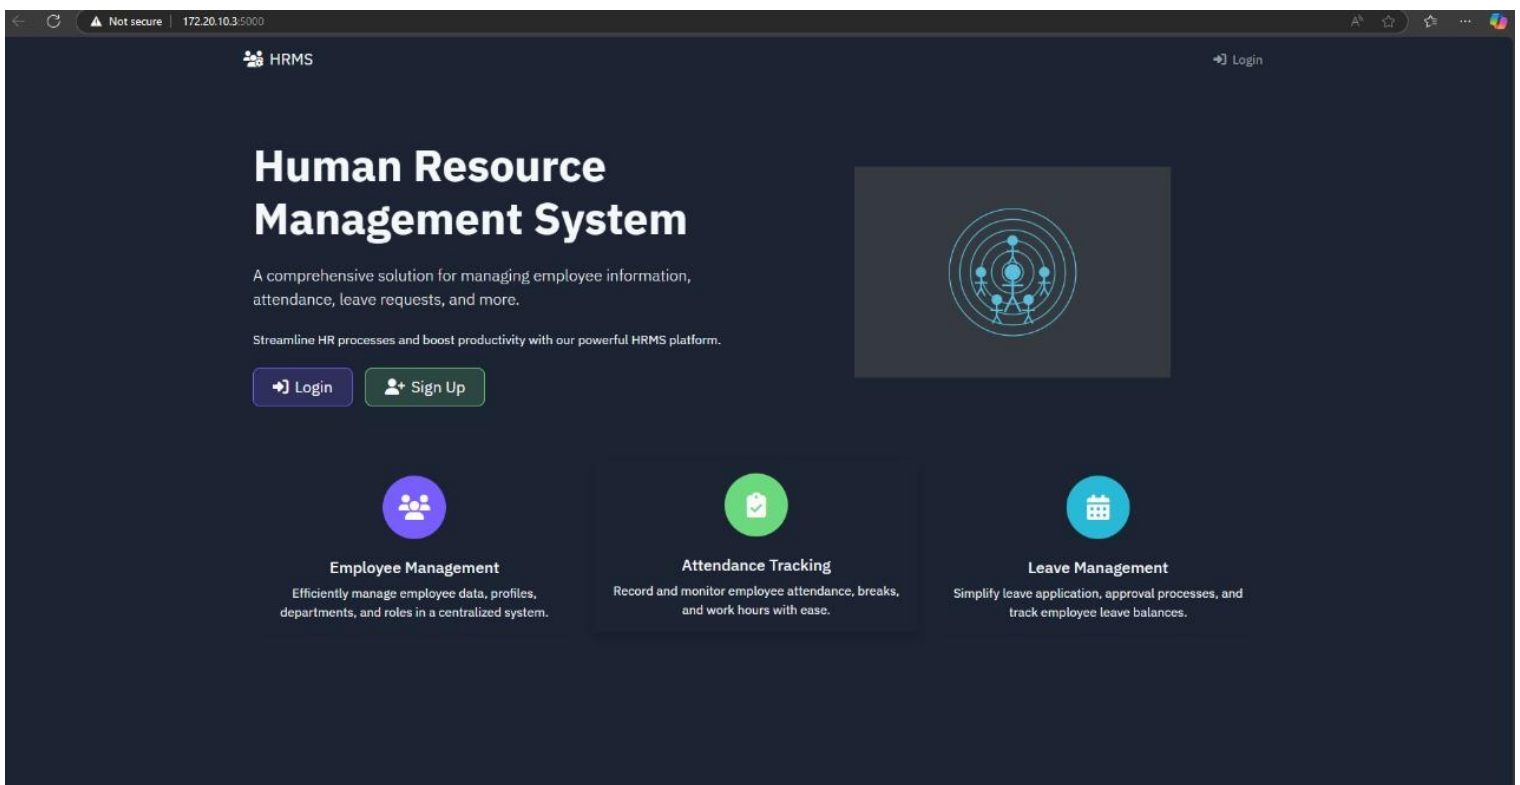 Not secure 172.20.10.3:5000
HRMS
Login
Human Resource
Management System
A comprehensive solution for managing employee information,
attendance, leave requests, and more.
Streamline HR processes and boost productivity with our powerful HRMS platform.
Login
Sign Up
Employee Management
Efficiently manage employee data, profiles,
departments, and roles in a centralized system.
Attendance Tracking
Record and monitor employee attendance, breaks,
and work hours with ease.
Leave Management
Simplify leave application, approval processes, and
track employee leave balances.